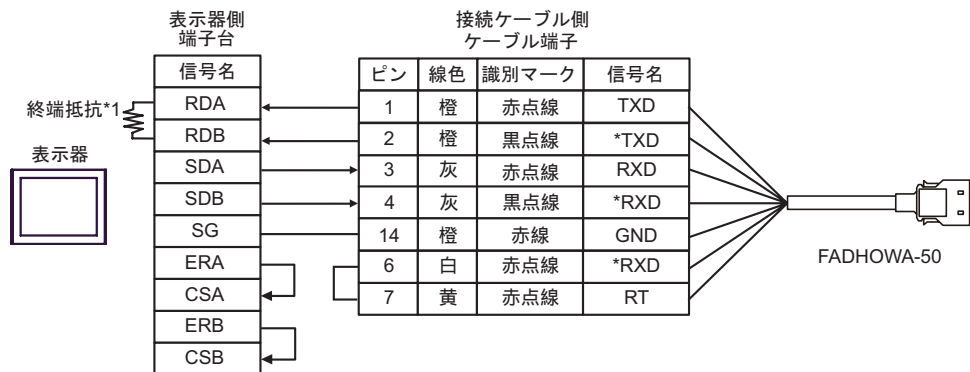 表示器側
端子台
接続ケーブル側
ケーブル端子
信号名
RDA
RDB
SDA
SDB
SG
ERA
CSA
ERB
CSB
終端抵抗*1
表示器
ピン 線色 識別マーク 信号名
1 橙 赤点線 TXD
2 橙 黒点線 *TXD
3 灰 赤点線 RXD
4 灰 黒点線 *RXD
14 橙 赤線 GND
6 白 赤点線 *RXD
7 黄 赤点線 RT
FADHOWA-50